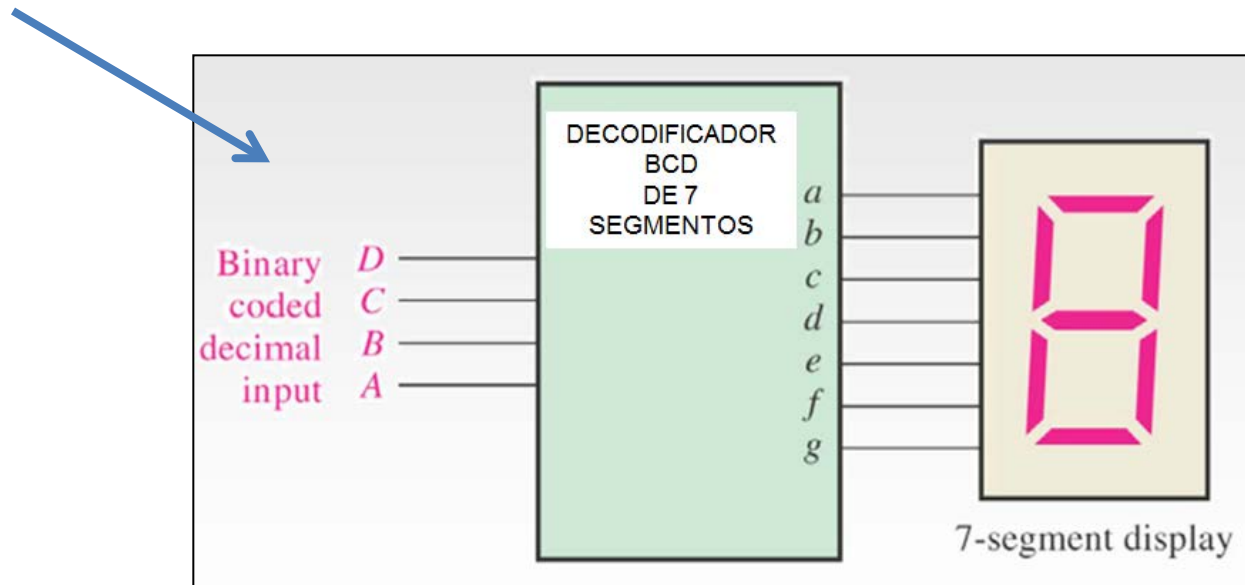 DECODIFICADOR
BCD
DE 7
SEGMENTOS
Binary D
coded C
decimal B
input A
a
b
c
d
e
f
g
7-segment display